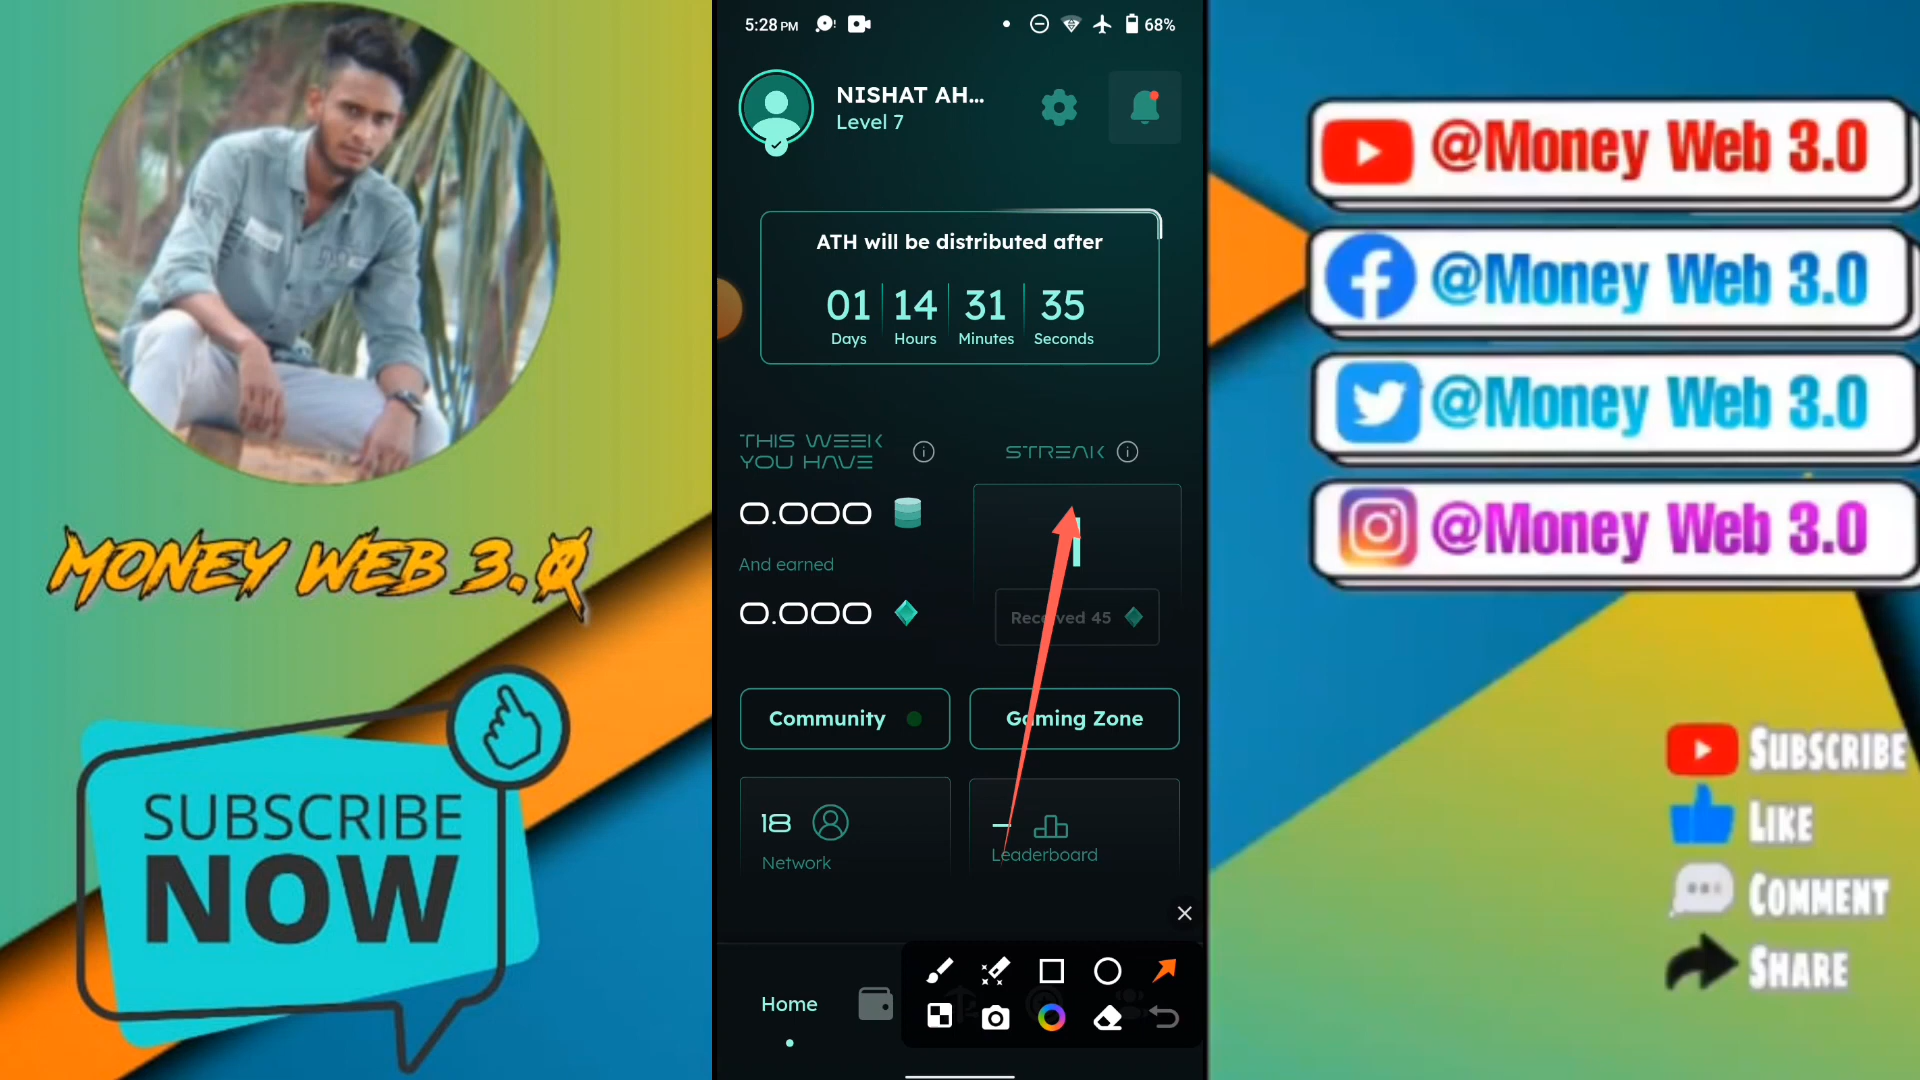 5:28 PM
68%
NISHAT AH...
Level 7
ATH will be distributed after
01 14 31 35
Days Hours Minutes Seconds
THIS WEEK
YOU HAVE
STREAK
0.000
1
And earned
0.000
Received 45
Community
Gaming Zone
18
Network
Leaderboard
Home
MONEY WEB 3.0
SUBSCRIBE
NOW
@Money Web 3.0
@Money Web 3.0
@Money Web 3.0
@Money Web 3.0
SUBSCRIBE
LIKE
COMMENT
SHARE